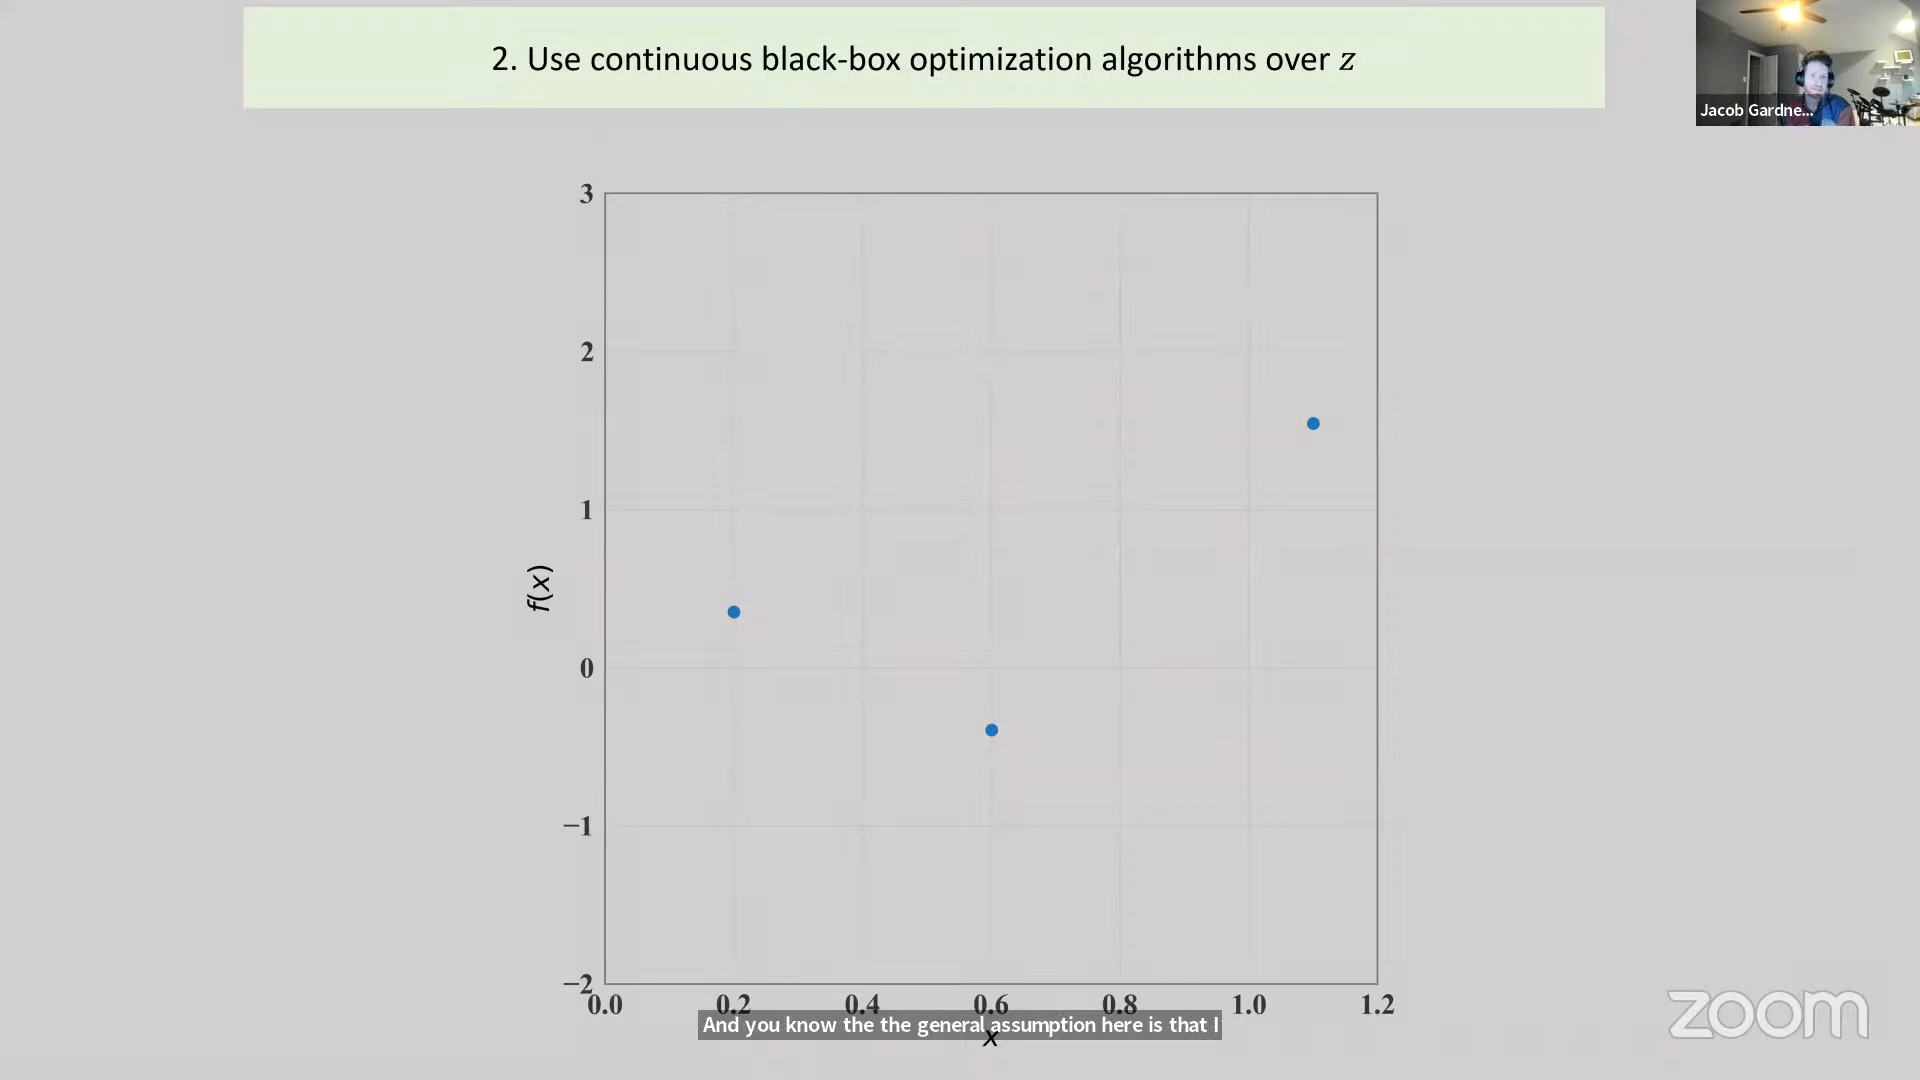 2. Use continuous black-box optimization algorithms over z
Jacob Gardne...
3
2
1
0
−1
−2
f(x)
0.0 0.2 0.4 0.6 0.8 1.0 1.2
And you know the the general assumption here is that I
x
zoom